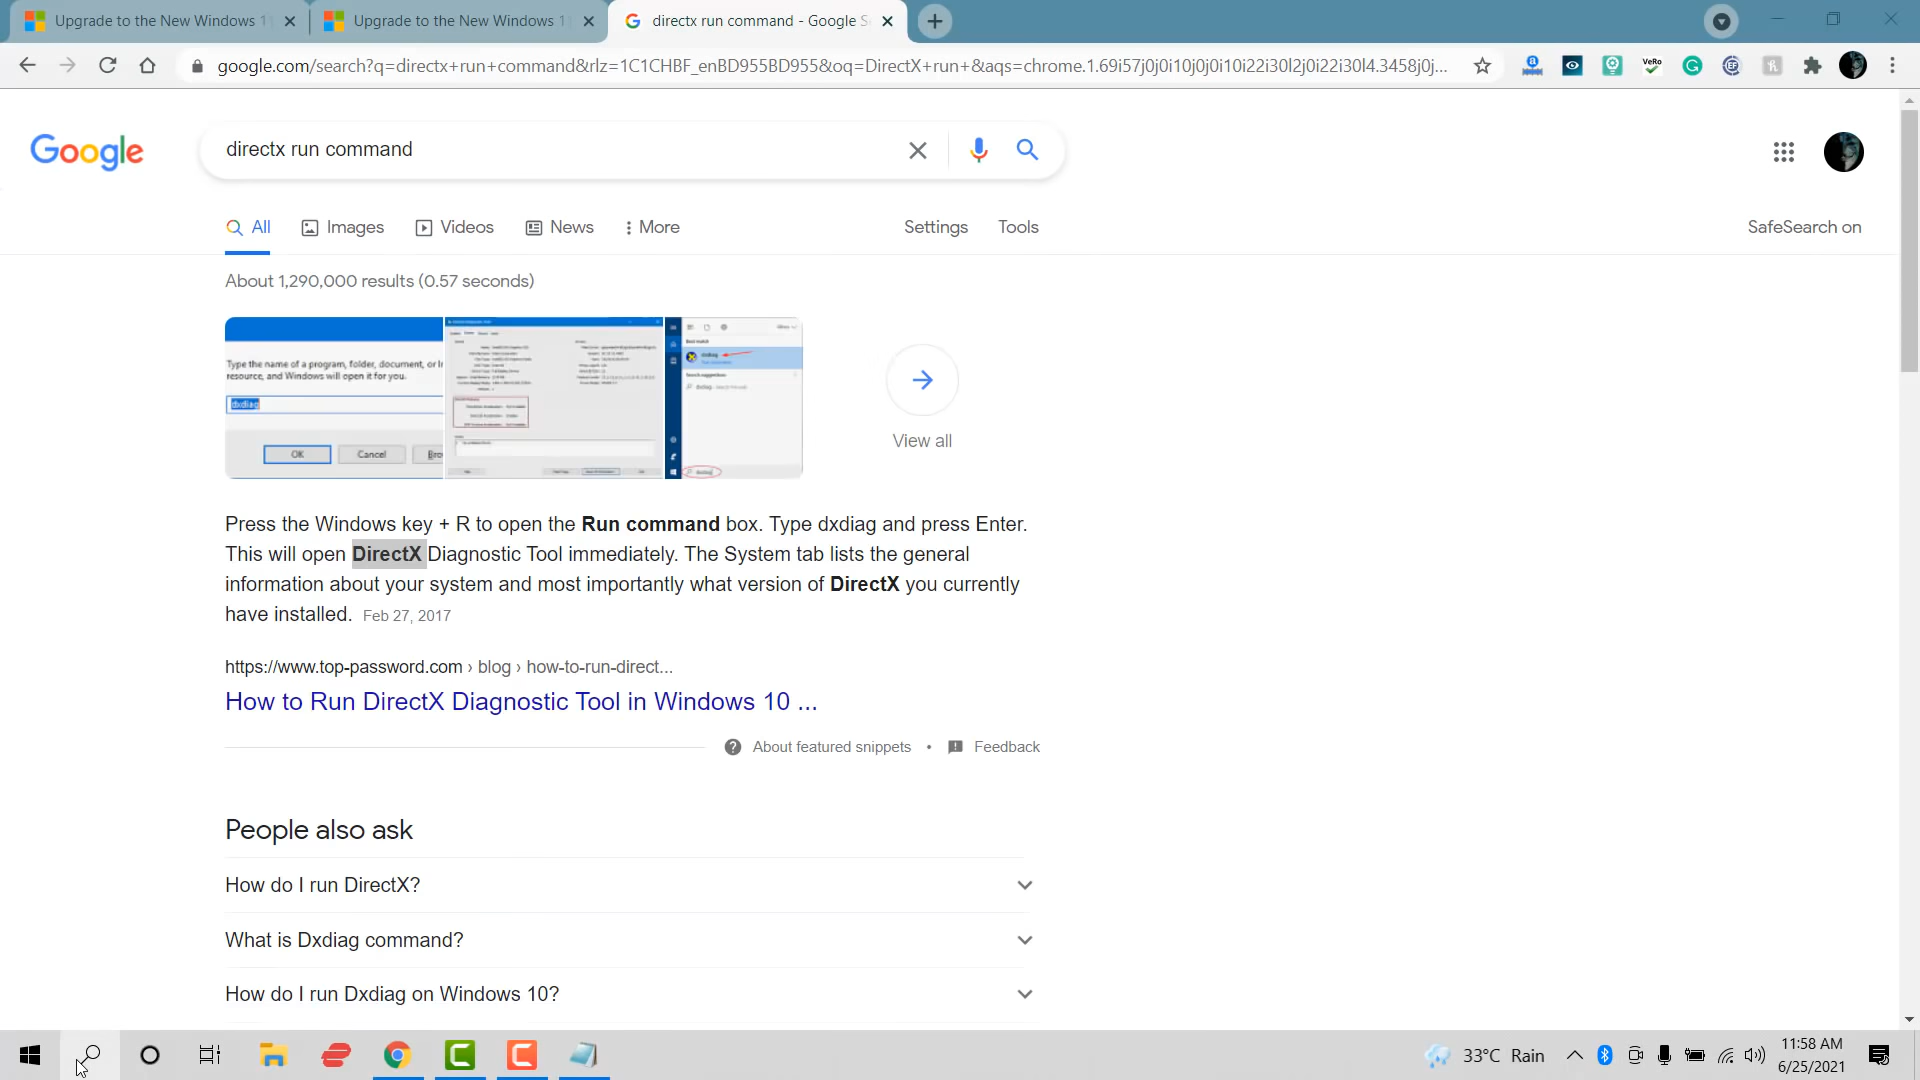 Upgrade to the New Windows 1
Upgrade to the New Windows 1
directx run command - Google S
google.com/search?q=directx+run+command&rlz=1C1CHBF_enBD955BD955&oq=DirectX+run+&aqs=chrome.1.69i57j0j0i10j0j0i10i22i30l2j0i22i30l4.3458j0j...
VeRo
Google
directx run command
All
Images
Videos
News
More
Settings
Tools
SafeSearch on
About 1,290,000 results (0.57 seconds)
Type the name of a program, folder, document, or In
resource, and Windows will open it for you.
dxdiag
OK
Cancel
Bro
Best match
dxdiag
View all
Press the Windows key + R to open the Run command box. Type dxdiag and press Enter.
This will open DirectX Diagnostic Tool immediately. The System tab lists the general
information about your system and most importantly what version of DirectX you currently
have installed. Feb 27, 2017
https://www.top-password.com › blog › how-to-run-direct...
How to Run DirectX Diagnostic Tool in Windows 10 ...
About featured snippets • Feedback
People also ask
How do I run DirectX?
What is Dxdiag command?
How do I run Dxdiag on Windows 10?
33°C Rain
11:58 AM
6/25/2021